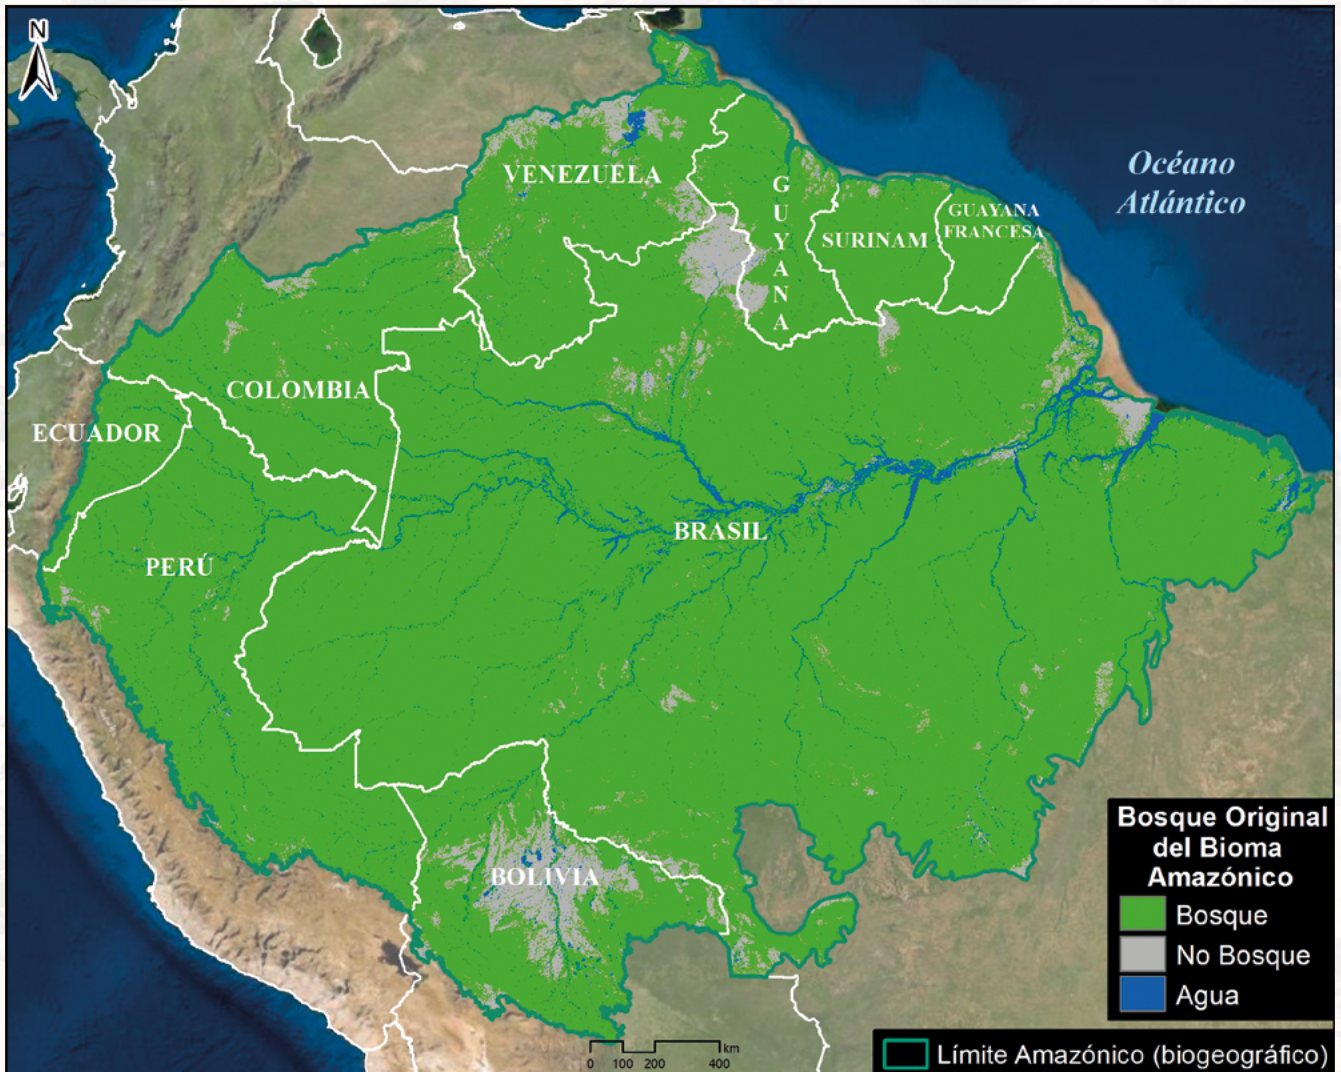 N
Océano
Atlántico
VENEZUELA
GUYANA
SURINAM
GUAYANA
FRANCESA
COLOMBIA
ECUADOR
BRASIL
PERÚ
BOLIVIA
Bosque Original
del Bioma
Amazónico
Bosque
No Bosque
Agua
km
0 100 200 400
Límite Amazónico (biogeográfico)